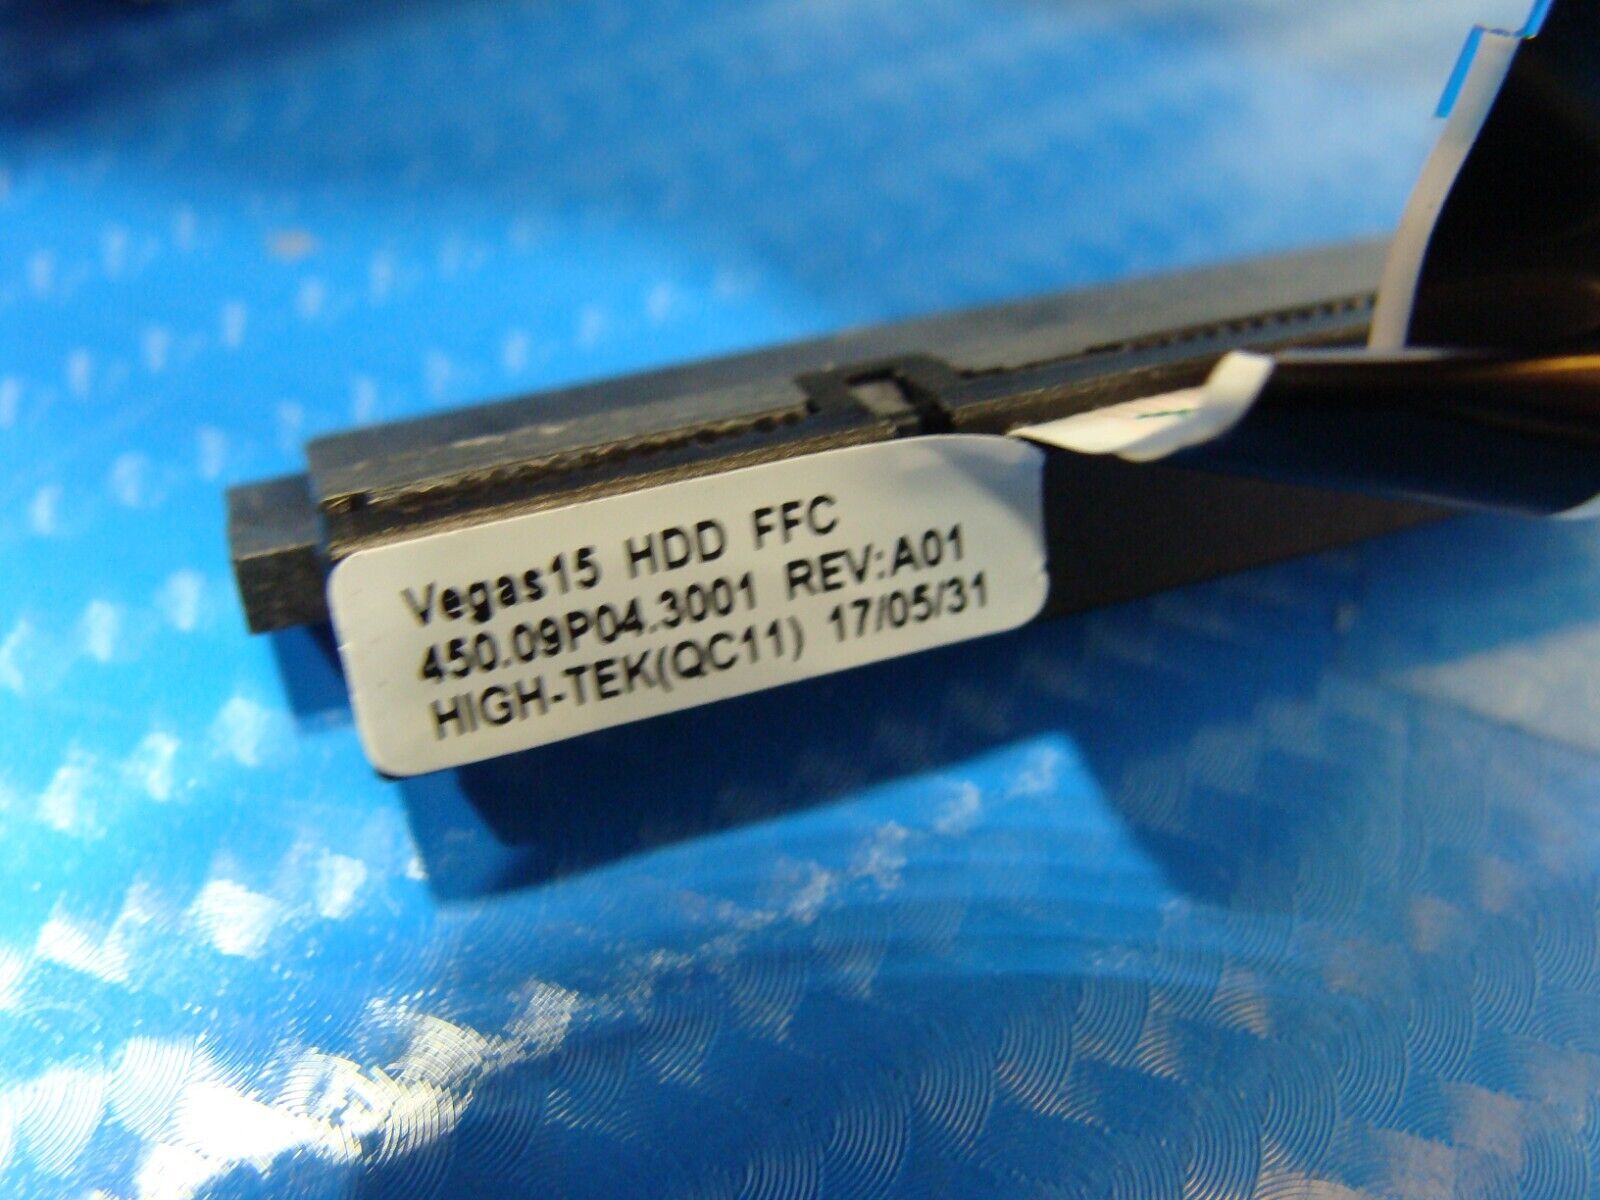 Vegas15 HDD FFC
450.09P04.3001 REV:A01
HIGH-TEK(QC11) 17/05/31